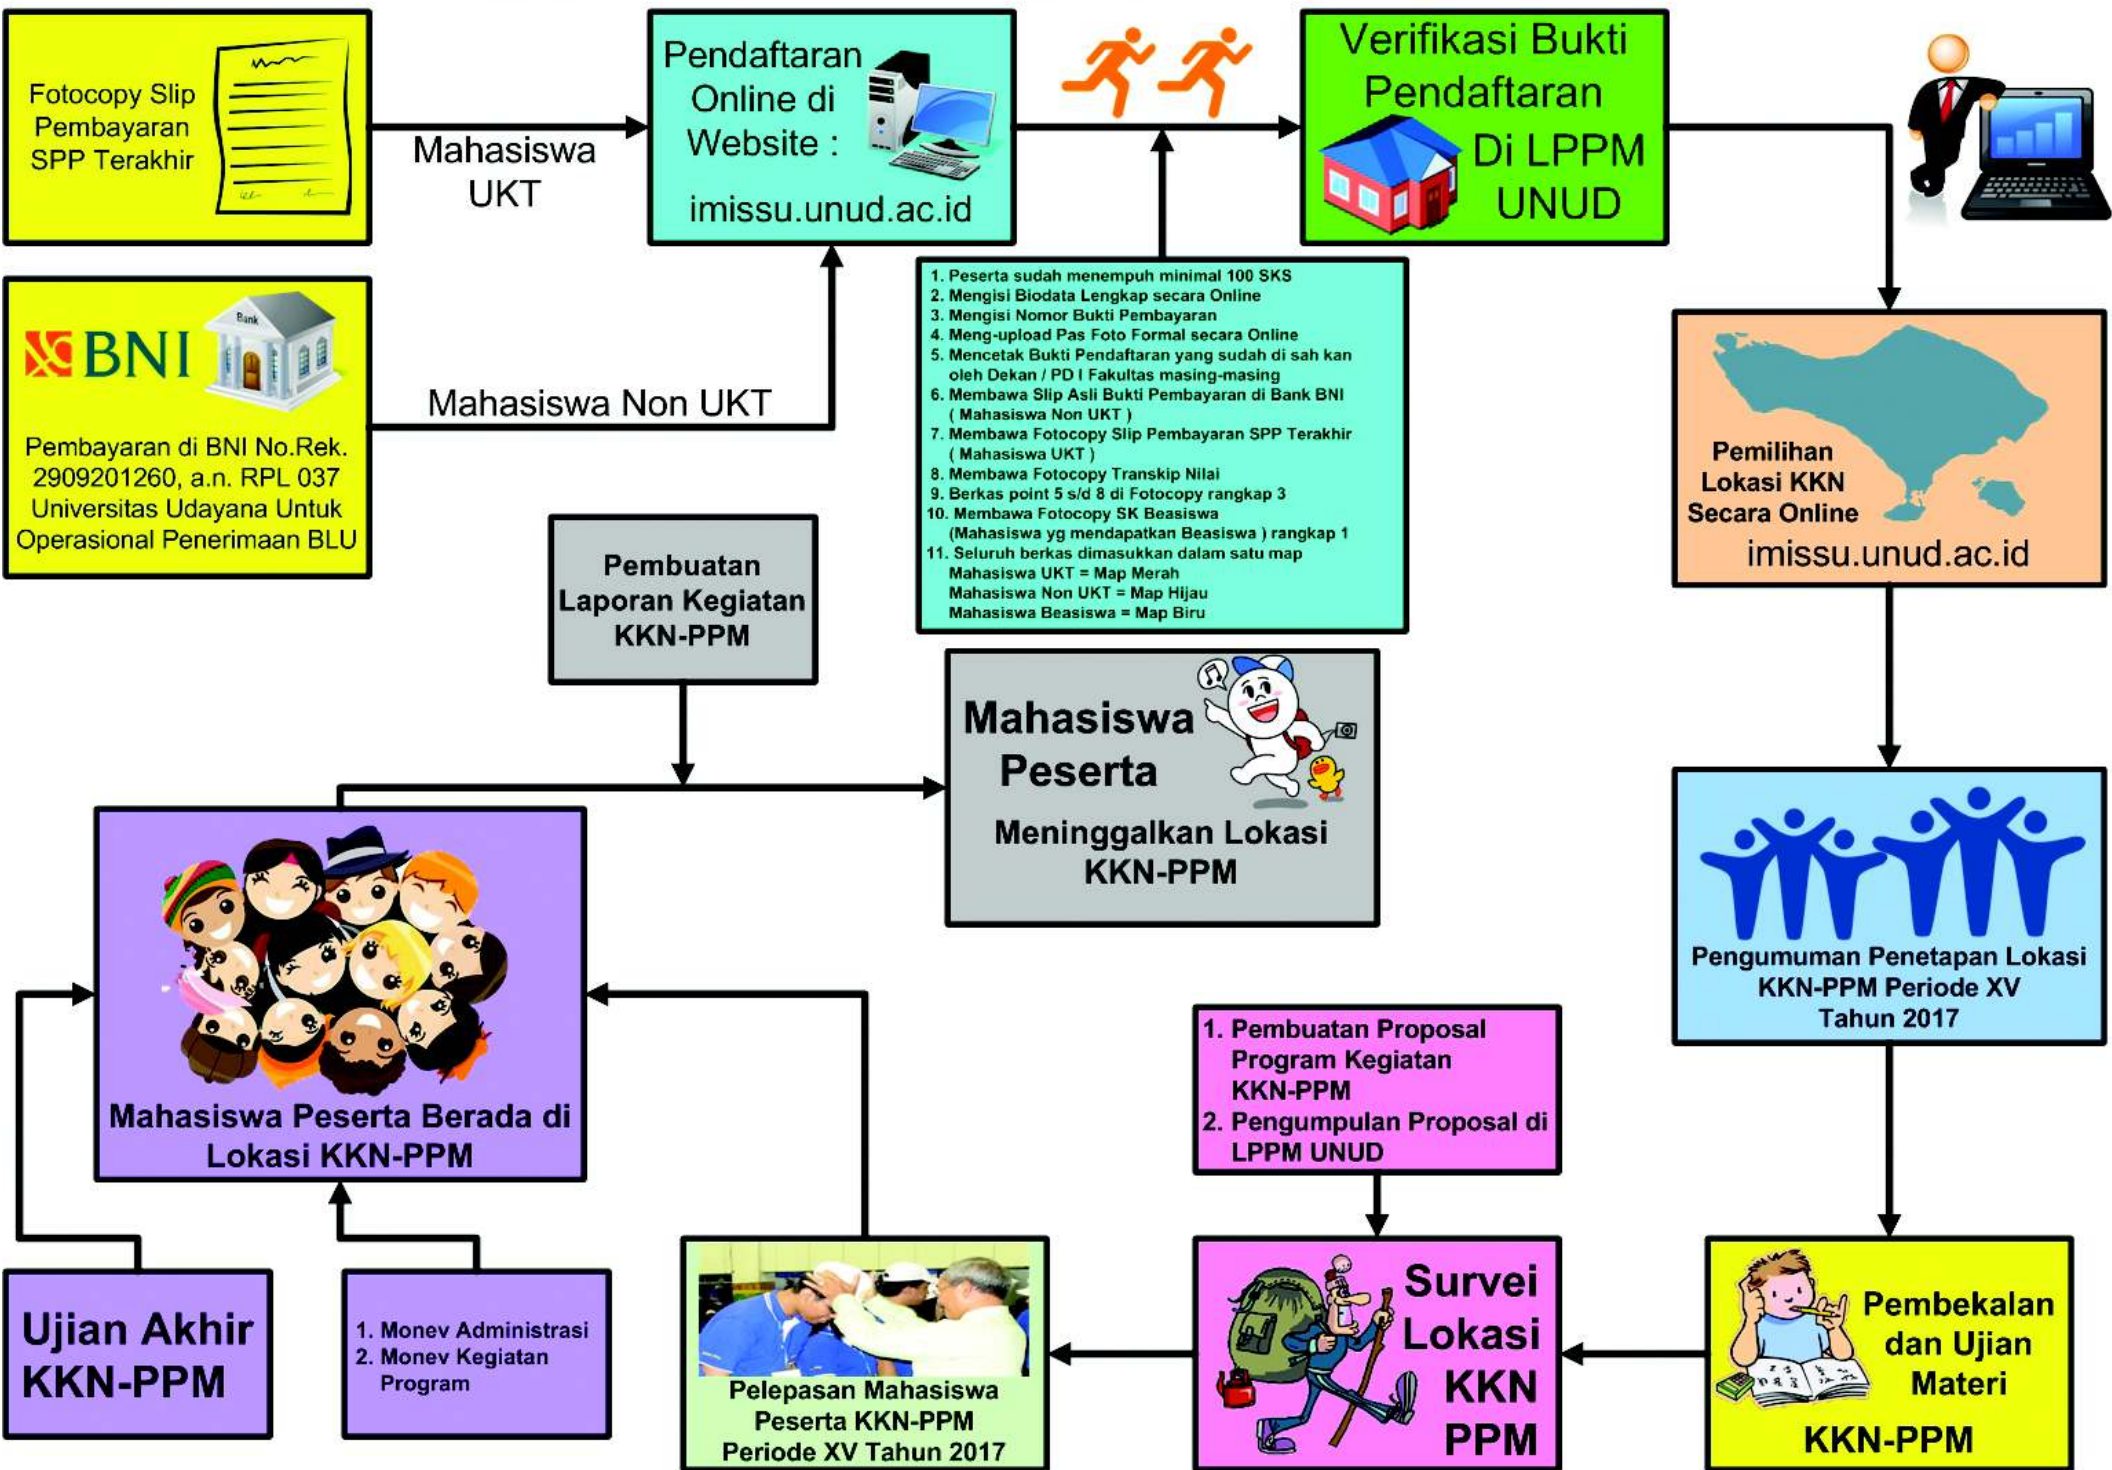 Fotocopy Slip
Pembayaran
SPP Terakhir
Mahasiswa
UKT
Pendaftaran
Online di
Website :
imissu.unud.ac.id
Verifikasi Bukti
Pendaftaran
Di LPPM
UNUD
BNI
Bank
Pembayaran di BNI No.Rek.
2909201260, a.n. RPL 037
Universitas Udayana Untuk
Operasional Penerimaan BLU
Mahasiswa Non UKT
1. Peserta sudah menempuh minimal 100 SKS
2. Mengisi Biodata Lengkap secara Online
3. Mengisi Nomor Bukti Pembayaran
4. Meng-upload Pas Foto Formal secara Online
5. Mencetak Bukti Pendaftaran yang sudah di sah kan
oleh Dekan / PD I Fakultas masing-masing
6. Membawa Slip Asli Bukti Pembayaran di Bank BNI
( Mahasiswa Non UKT )
7. Membawa Fotocopy Slip Pembayaran SPP Terakhir
( Mahasiswa UKT )
8. Membawa Fotocopy Transkip Nilai
9. Berkas point 5 s/d 8 di Fotocopy rangkap 3
10. Membawa Fotocopy SK Beasiswa
(Mahasiswa yg mendapatkan Beasiswa ) rangkap 1
11. Seluruh berkas dimasukkan dalam satu map
Mahasiswa UKT = Map Merah
Mahasiswa Non UKT = Map Hijau
Mahasiswa Beasiswa = Map Biru
Pemilihan
Lokasi KKN
Secara Online
imissu.unud.ac.id
Pembuatan
Laporan Kegiatan
KKN-PPM
Mahasiswa
Peserta
Meninggalkan Lokasi
KKN-PPM
Pengumuman Penetapan Lokasi
KKN-PPM Periode XV
Tahun 2017
Mahasiswa Peserta Berada di
Lokasi KKN-PPM
1. Pembuatan Proposal
Program Kegiatan
KKN-PPM
2. Pengumpulan Proposal di
LPPM UNUD
Ujian Akhir
KKN-PPM
1. Monev Administrasi
2. Monev Kegiatan
Program
Pelepasan Mahasiswa
Peserta KKN-PPM
Periode XV Tahun 2017
Survei
Lokasi
KKN
PPM
Pembekalan
dan Ujian
Materi
KKN-PPM